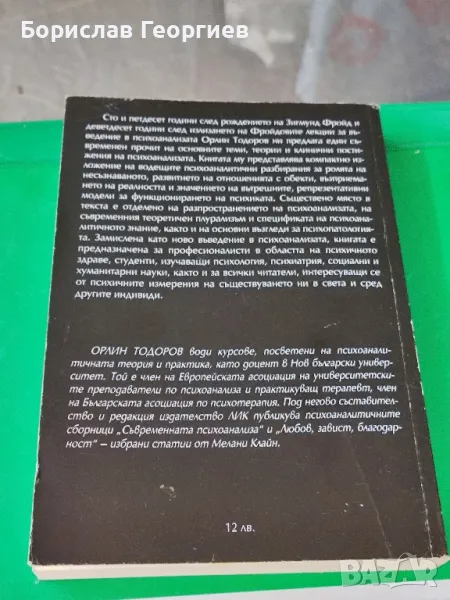 Борислав Георгиев
Сто и петдесет години след рождението на Зигмунд Фройд и
деветдесет години след излизането на Фройдовите лекции за въ-
ведение в психоанализата Орлин Тодоров ни предлага един съ-
временен прочит на основните теми, теории и клинични пости-
жения на психоанализата. Книгата му представлява компактно из-
ложение на водещите психоаналитични разбирания за ролята на
несъзнаваното, развитието на отношенията с обекти, възприема-
нето на реалността и значението на вътрешните, репрезентативни
модели за функционирането на психиката. Съществено място в
текста е отделено на разпространението на психоанализата, на
съвременния теоретичен плурализъм и спецификата на психоана-
литичното знание, както и на основни възгледи за психопатология-
та. Замислена като ново въведение в психоанализата, книгата е
предназначена за професионалисти в областта на психичното
здраве, студенти, изучаващи психология, психиатрия, социални и
хуманитарни науки, както и за всички читатели, интересуващи се
от психичните измерения на съществуването ни в света и сред
другите индивиди.
ОРЛИН ТОДОРОВ води курсове, посветени на психоанали-
тичната теория и практика, като доцент в Нов български универ-
ситет. Той е член на Европейската асоциация на университетски-
те преподаватели по психоанализа и практикуващ терапевт, член
на Българската асоциация по психотерапия. Под негово съставител-
ство и редакция издателство ЛИК публикува психоаналитичните
сборници „Съвременната психоанализа“ и „Любов, завист, благодар-
ност“ – избрани статии от Мелани Клайн.
12 лв.
bazar.bg